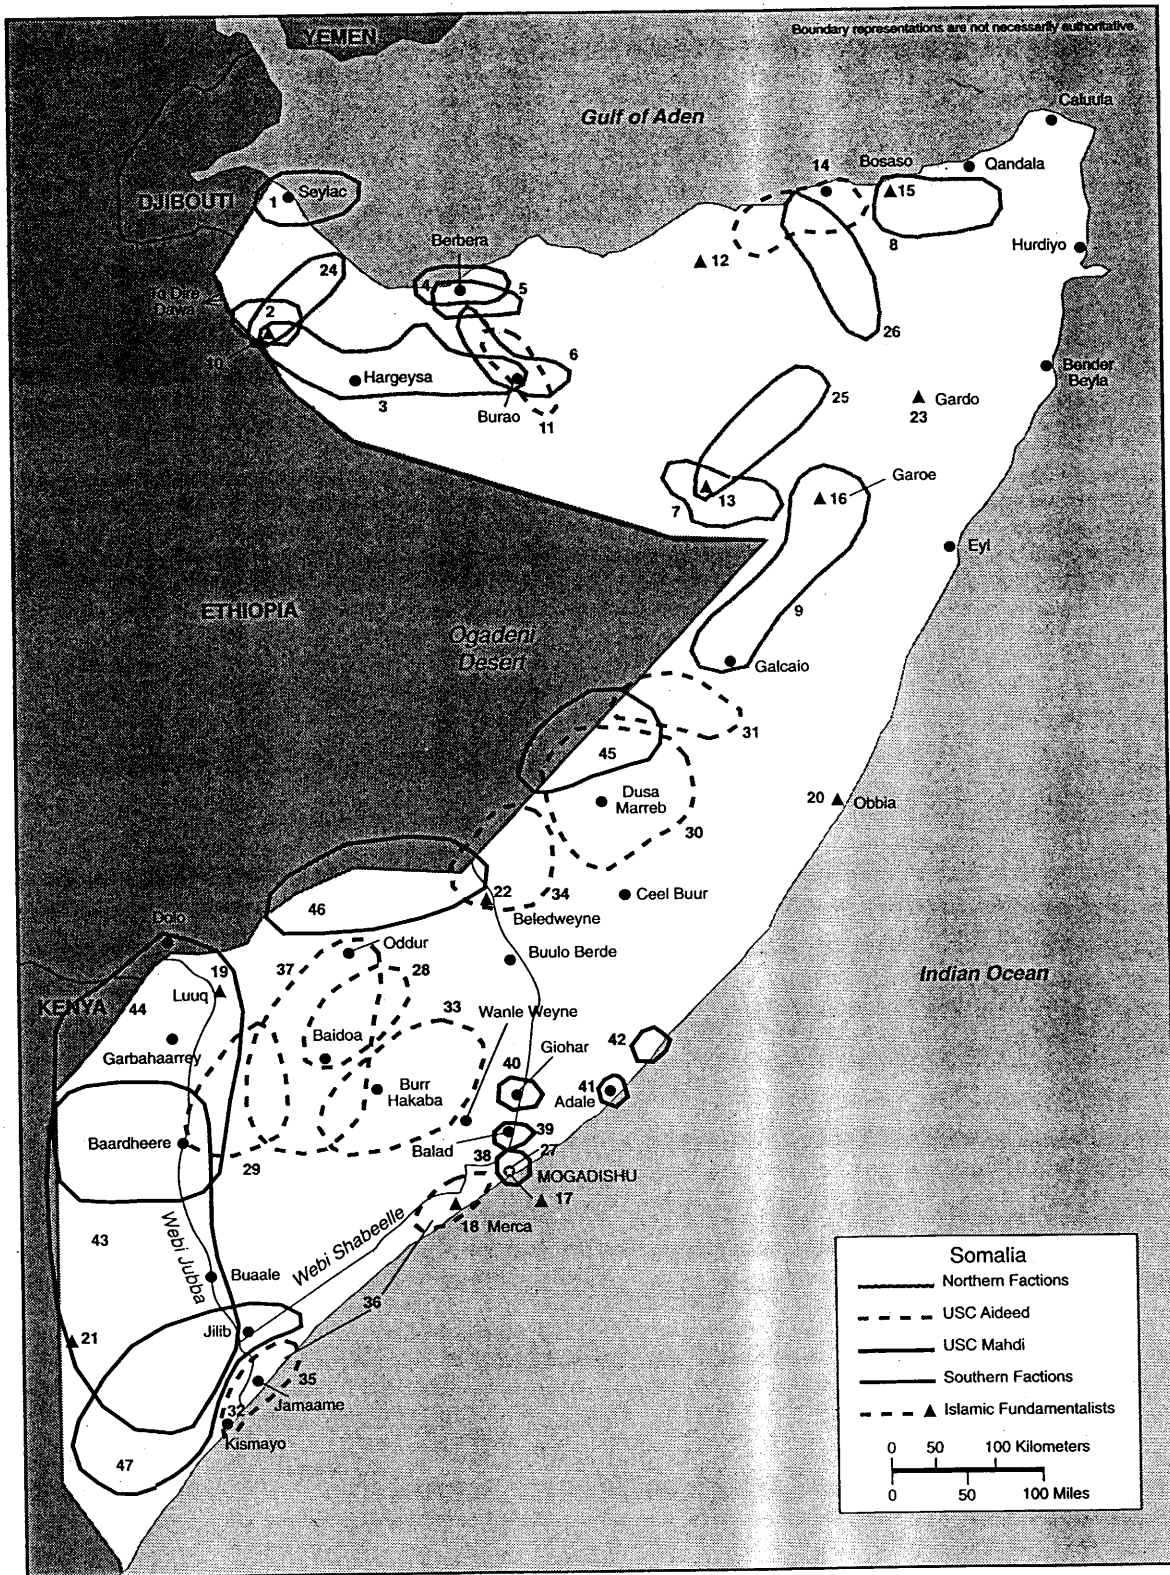 YEMEN
Boundary representations are not necessarily authoritative.
Gulf of Aden
Caluula
14
Bosaso
Qandala
DJIBOUTI
1
Seylac
15
Berbera
8
Hurdiyo
24
12
4
5
To Dire
Dawa
2
26
10
6
Hargeysa
Bender
Beyla
3
Burao
11
25
Gardo
23
Garoe
13
16
7
Eyl
ETHIOPIA
9
Ogadeni
Desert
Galcaio
31
45
Dusa
Marreb
20
Obbia
30
22
34
Ceel Buur
46
Beledweyne
Dolo
Oddur
Buulo Berde
19
37
28
Indian Ocean
Luuq
KENYA
44
33
Wanle Weyne
Garbahaarrey
Baidoa
Giohar
42
40
Burr
Hakaba
41
Adale
Baardheere
Balad
39
29
38
27
MOGADISHU
17
18 Merca
Webi Shabeelle
Webi Jubba
43
Buaale
36
21
Jilib
35
Jamaame
32
Kismayo
47
Somalia
Northern Factions
USC Aideed
USC Mahdi
Southern Factions
Islamic Fundamentalists
0 50 100 Kilometers
0 50 100 Miles